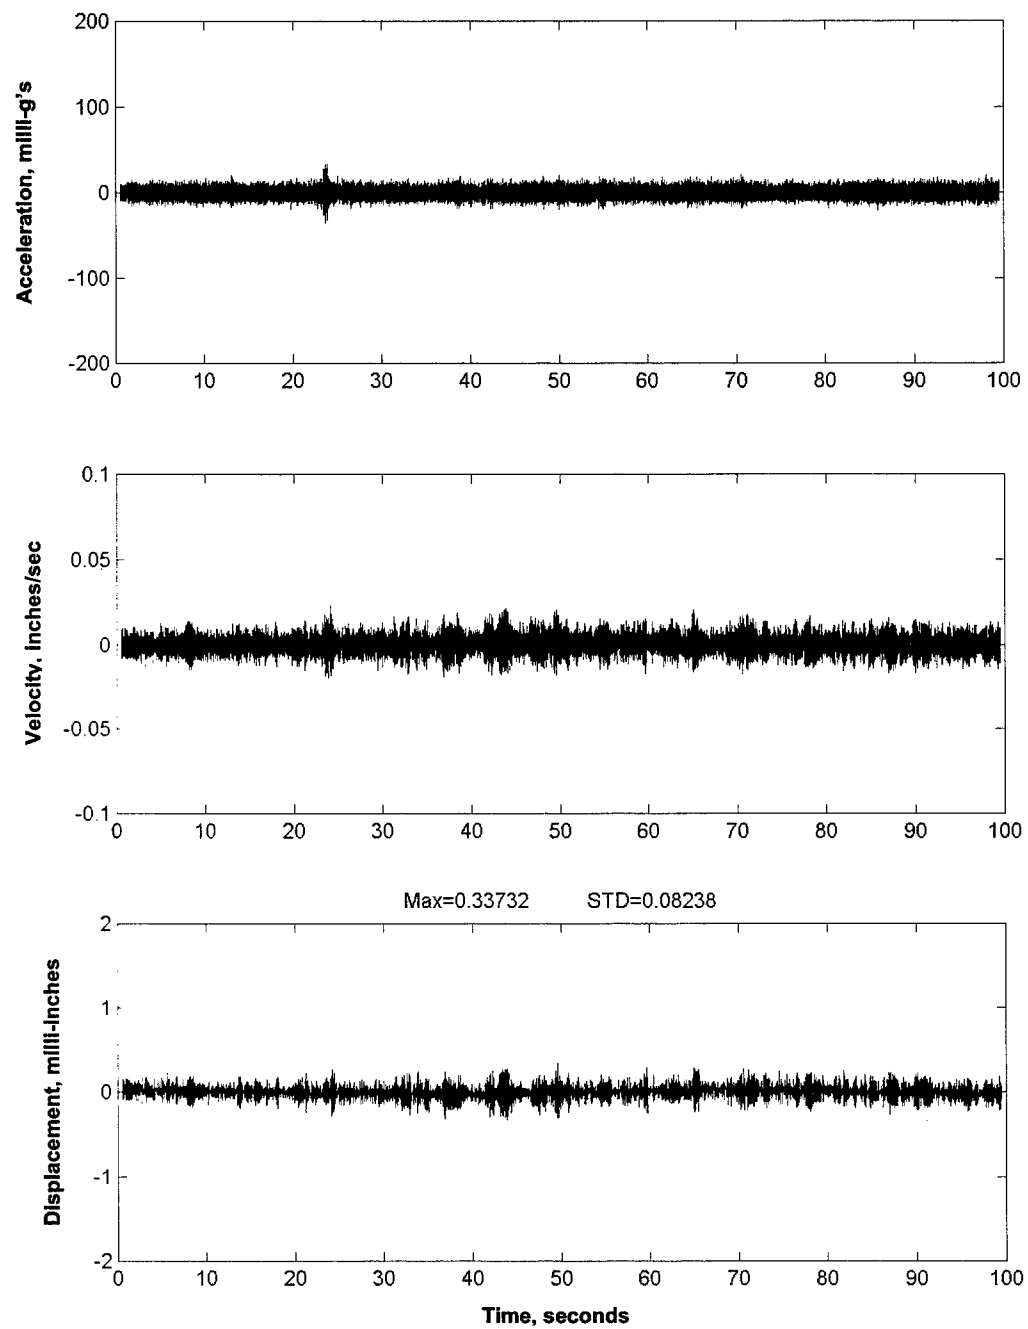 Acceleration, milli-g's
200
100
0
-100
-200
0 10 20 30 40 50 60 70 80 90 100
Velocity, inches/sec
0.1
0.05
0
-0.05
-0.1
0 10 20 30 40 50 60 70 80 90 100
Max=0.33732 STD=0.08238
Displacement, milli-inches
2
1
0
-1
-2
0 10 20 30 40 50 60 70 80 90 100
Time, seconds